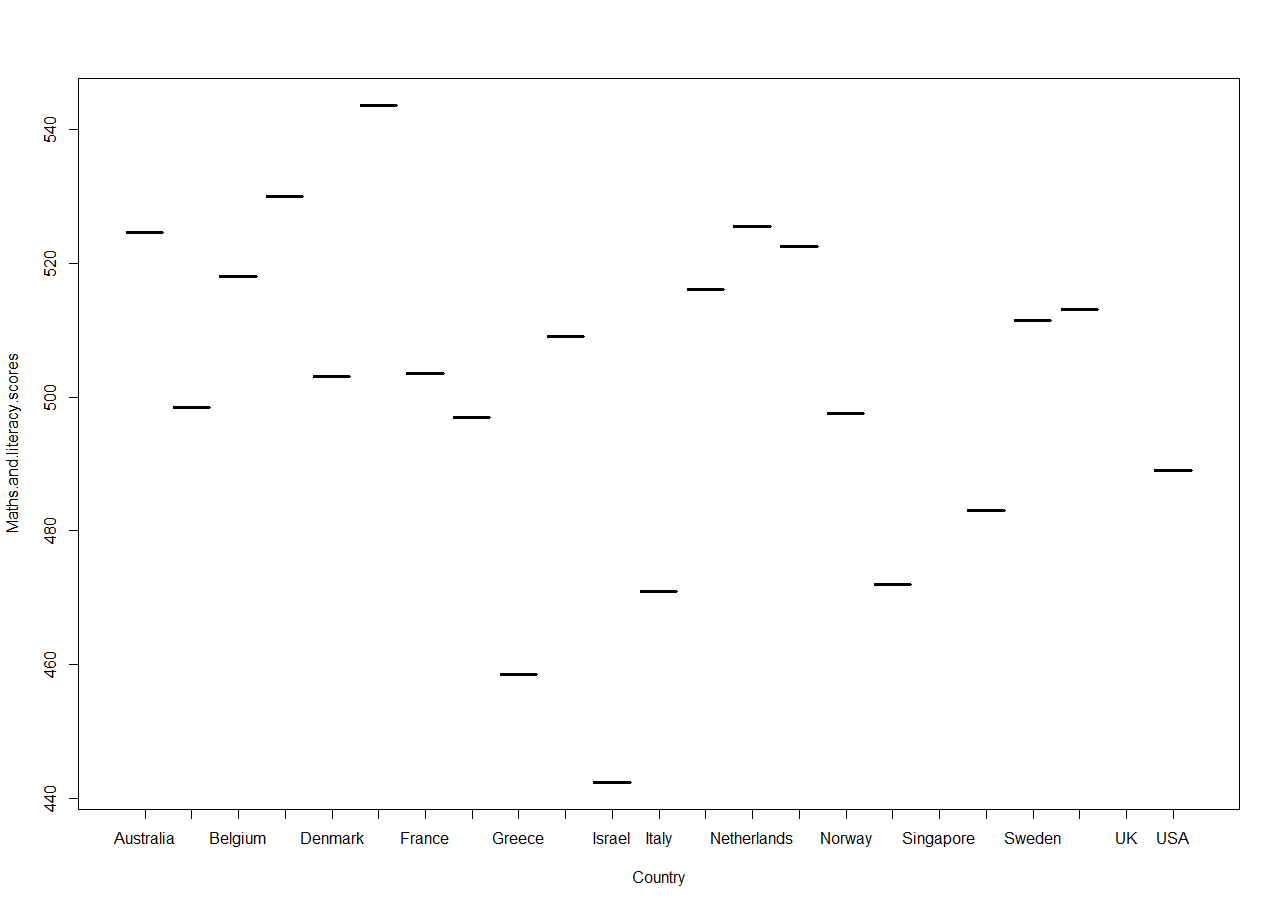 Maths.and.literacy.scores
540
520
500
480
460
440
Australia Belgium Denmark France Greece Israel Italy Netherlands Norway Singapore Sweden UK USA
Country